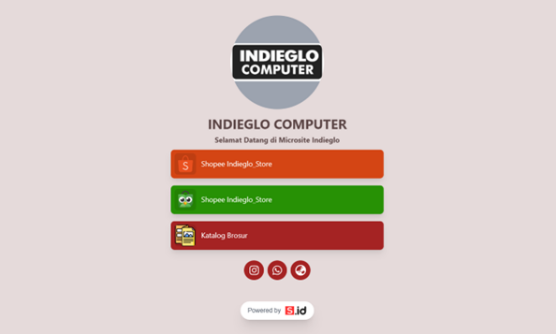 INDIEGLO
COMPUTER
INDIEGLO COMPUTER
Selamat Datang di Microsite Indieglo
Shopee Indieglo_Store
Shopee Indieglo_Store
Katalog Brosur
Powered by S.id